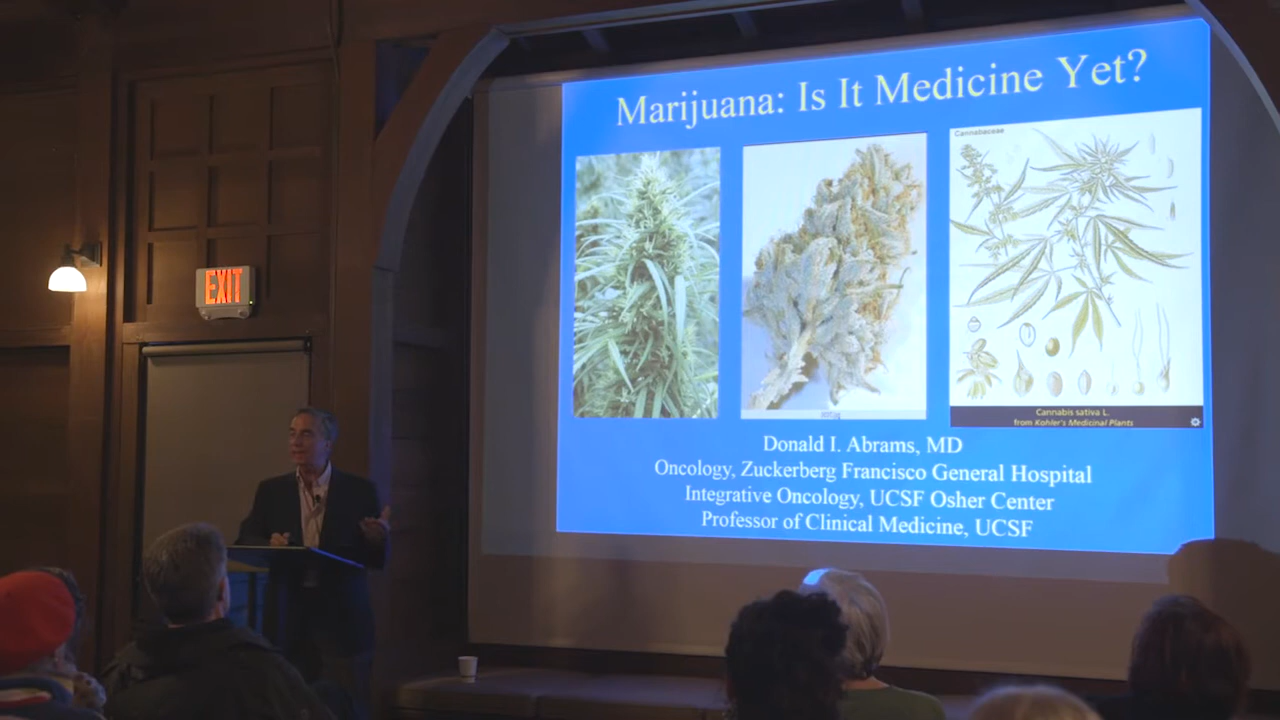 Marijuana: Is It Medicine Yet?
Cannabaceae
EXIT
Cannabis sativa L.
from Kohler's Medicinal Plants
Donald I. Abrams, MD
Oncology, Zuckerberg Francisco General Hospital
Integrative Oncology, UCSF Osher Center
Professor of Clinical Medicine, UCSF